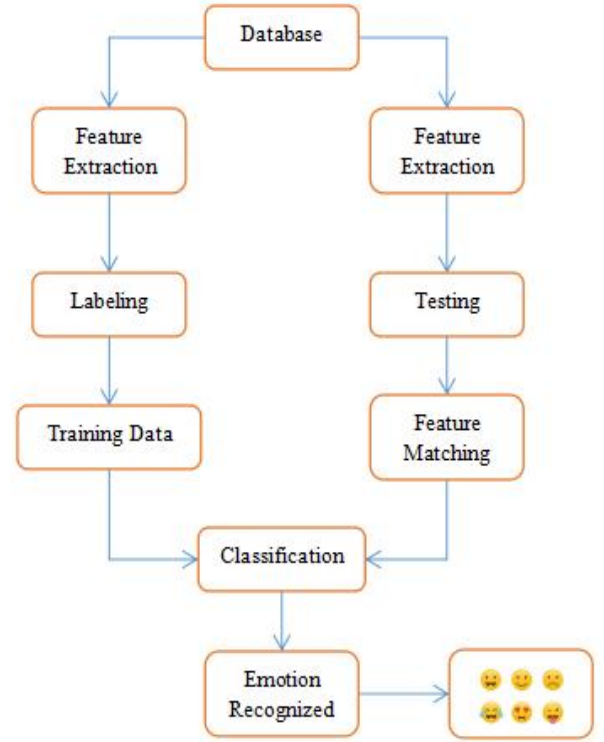 Database
Feature
Extraction
Feature
Extraction
Labeling
Testing
Training Data
Feature
Matching
Classification
Emotion
Recognized